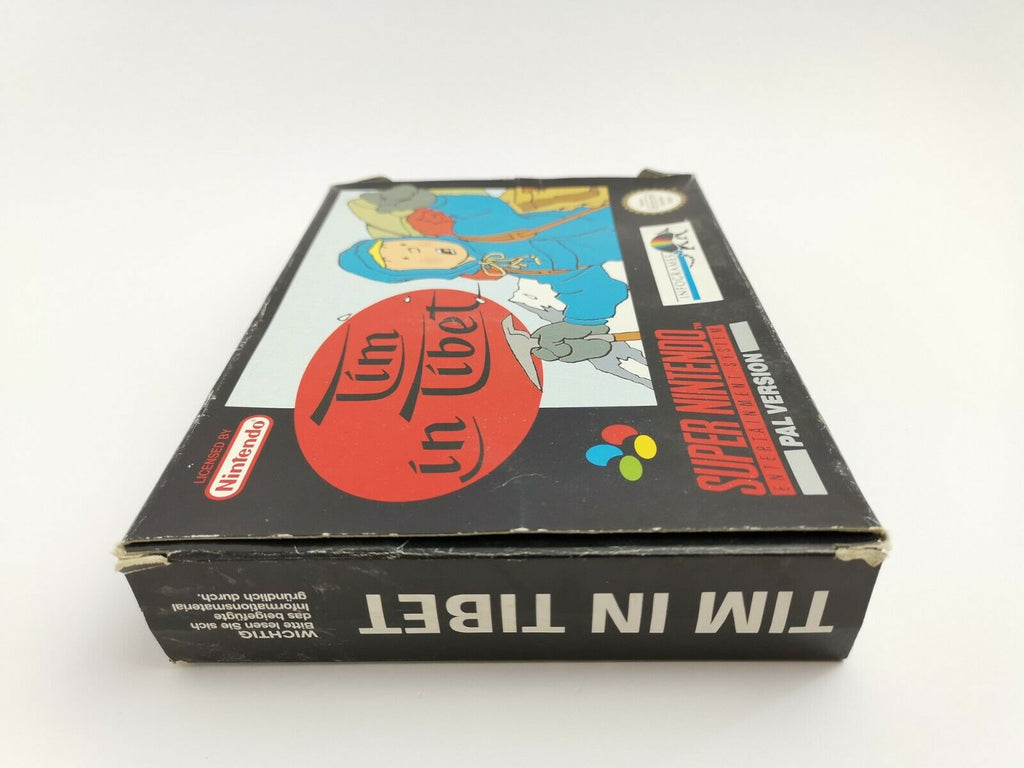 Tim
in Tibet
LICENSED BY
Nintendo
INFOGRAMES
SUPER NINTENDO™
ENTERTAINMENT SYSTEM
PAL VERSION
TIM IN TIBET
WICHTIG
Bitte lesen Sie sich
das beigefügte
Informationsmaterial
gründlich durch.